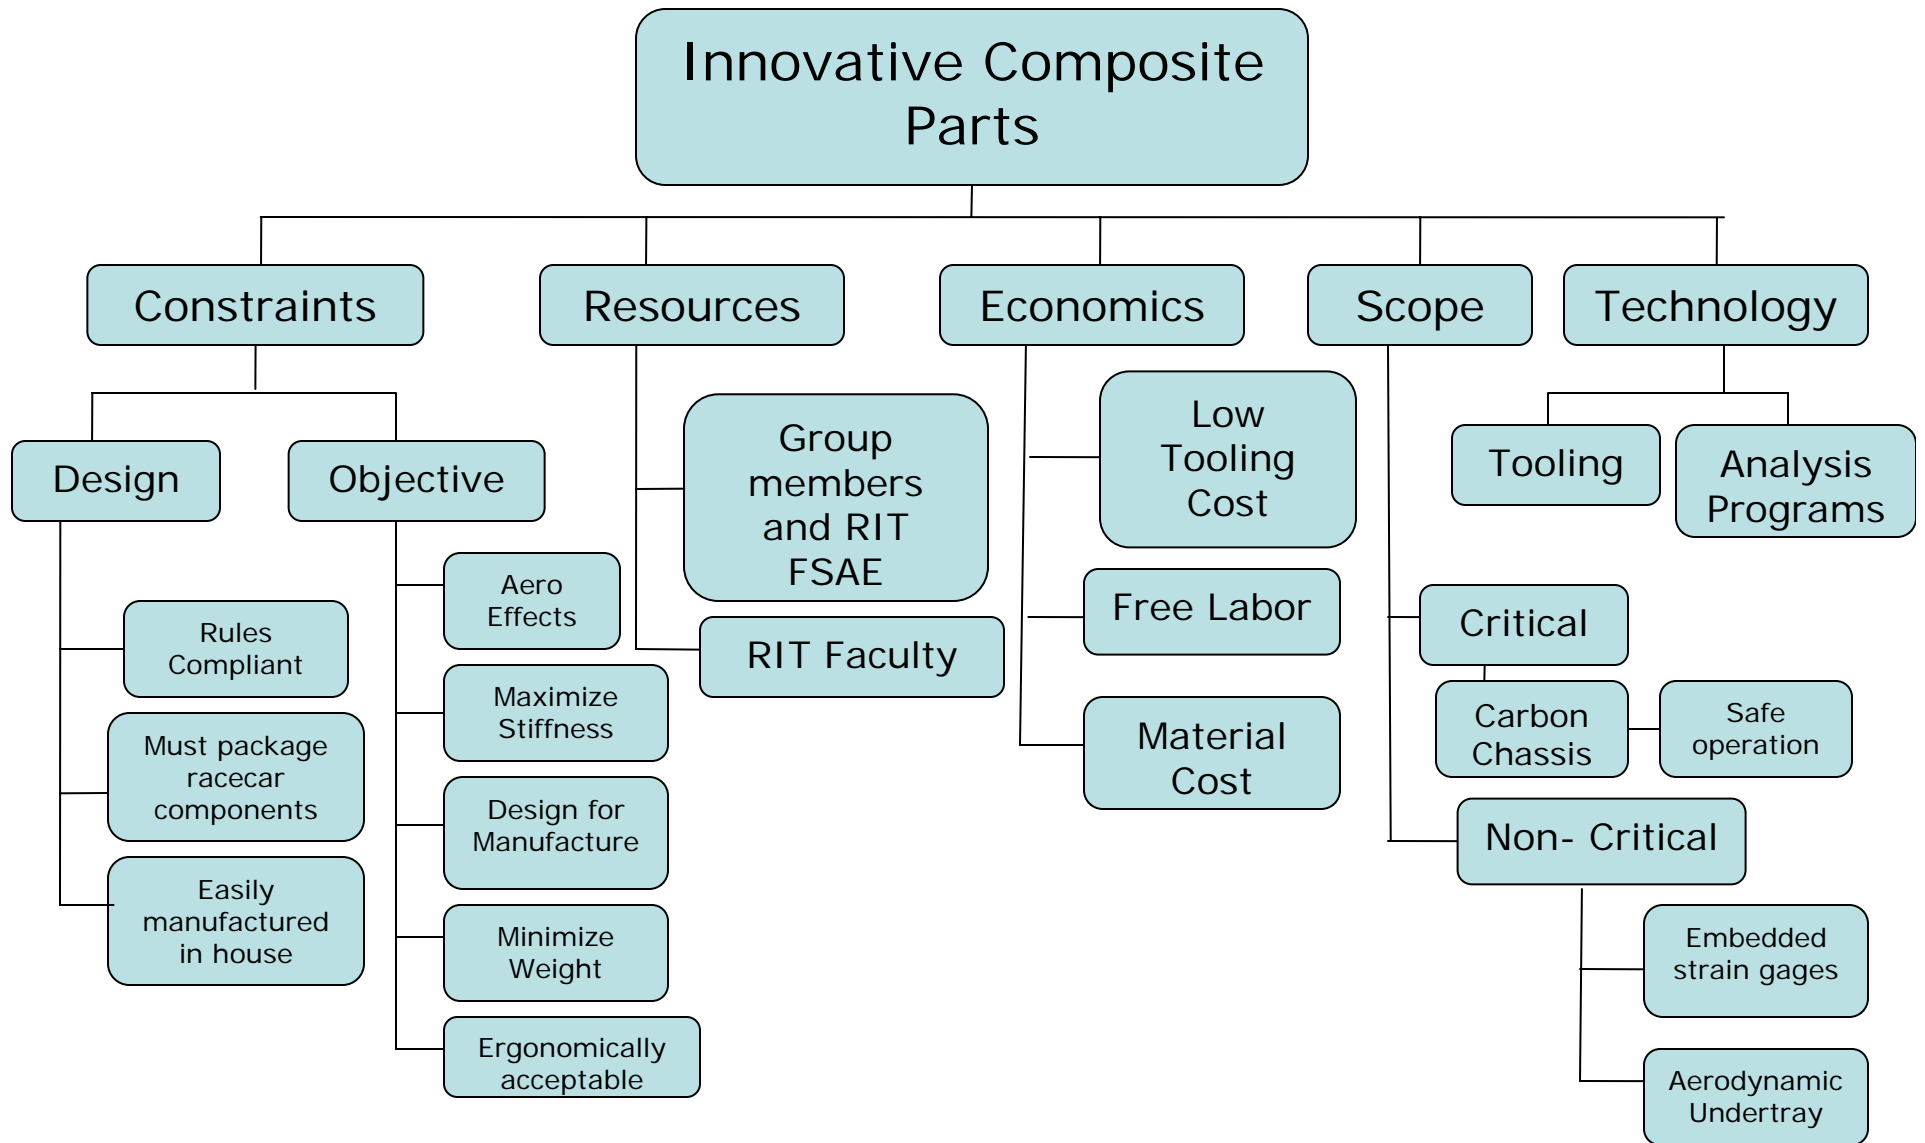 Innovative Composite
Parts
Constraints
Resources
Economics
Scope
Technology
Design
Objective
Rules
Compliant
Must package
racecar
components
Easily
manufactured
in house
Aero
Effects
Maximize
Stiffness
Design for
Manufacture
Minimize
Weight
Ergonomically
acceptable
Group
members
and RIT
FSAE
RIT Faculty
Low
Tooling
Cost
Free Labor
Material
Cost
Critical
Carbon
Chassis
Safe
operation
Non- Critical
Embedded
strain gages
Aerodynamic
Undertray
Tooling
Analysis
Programs